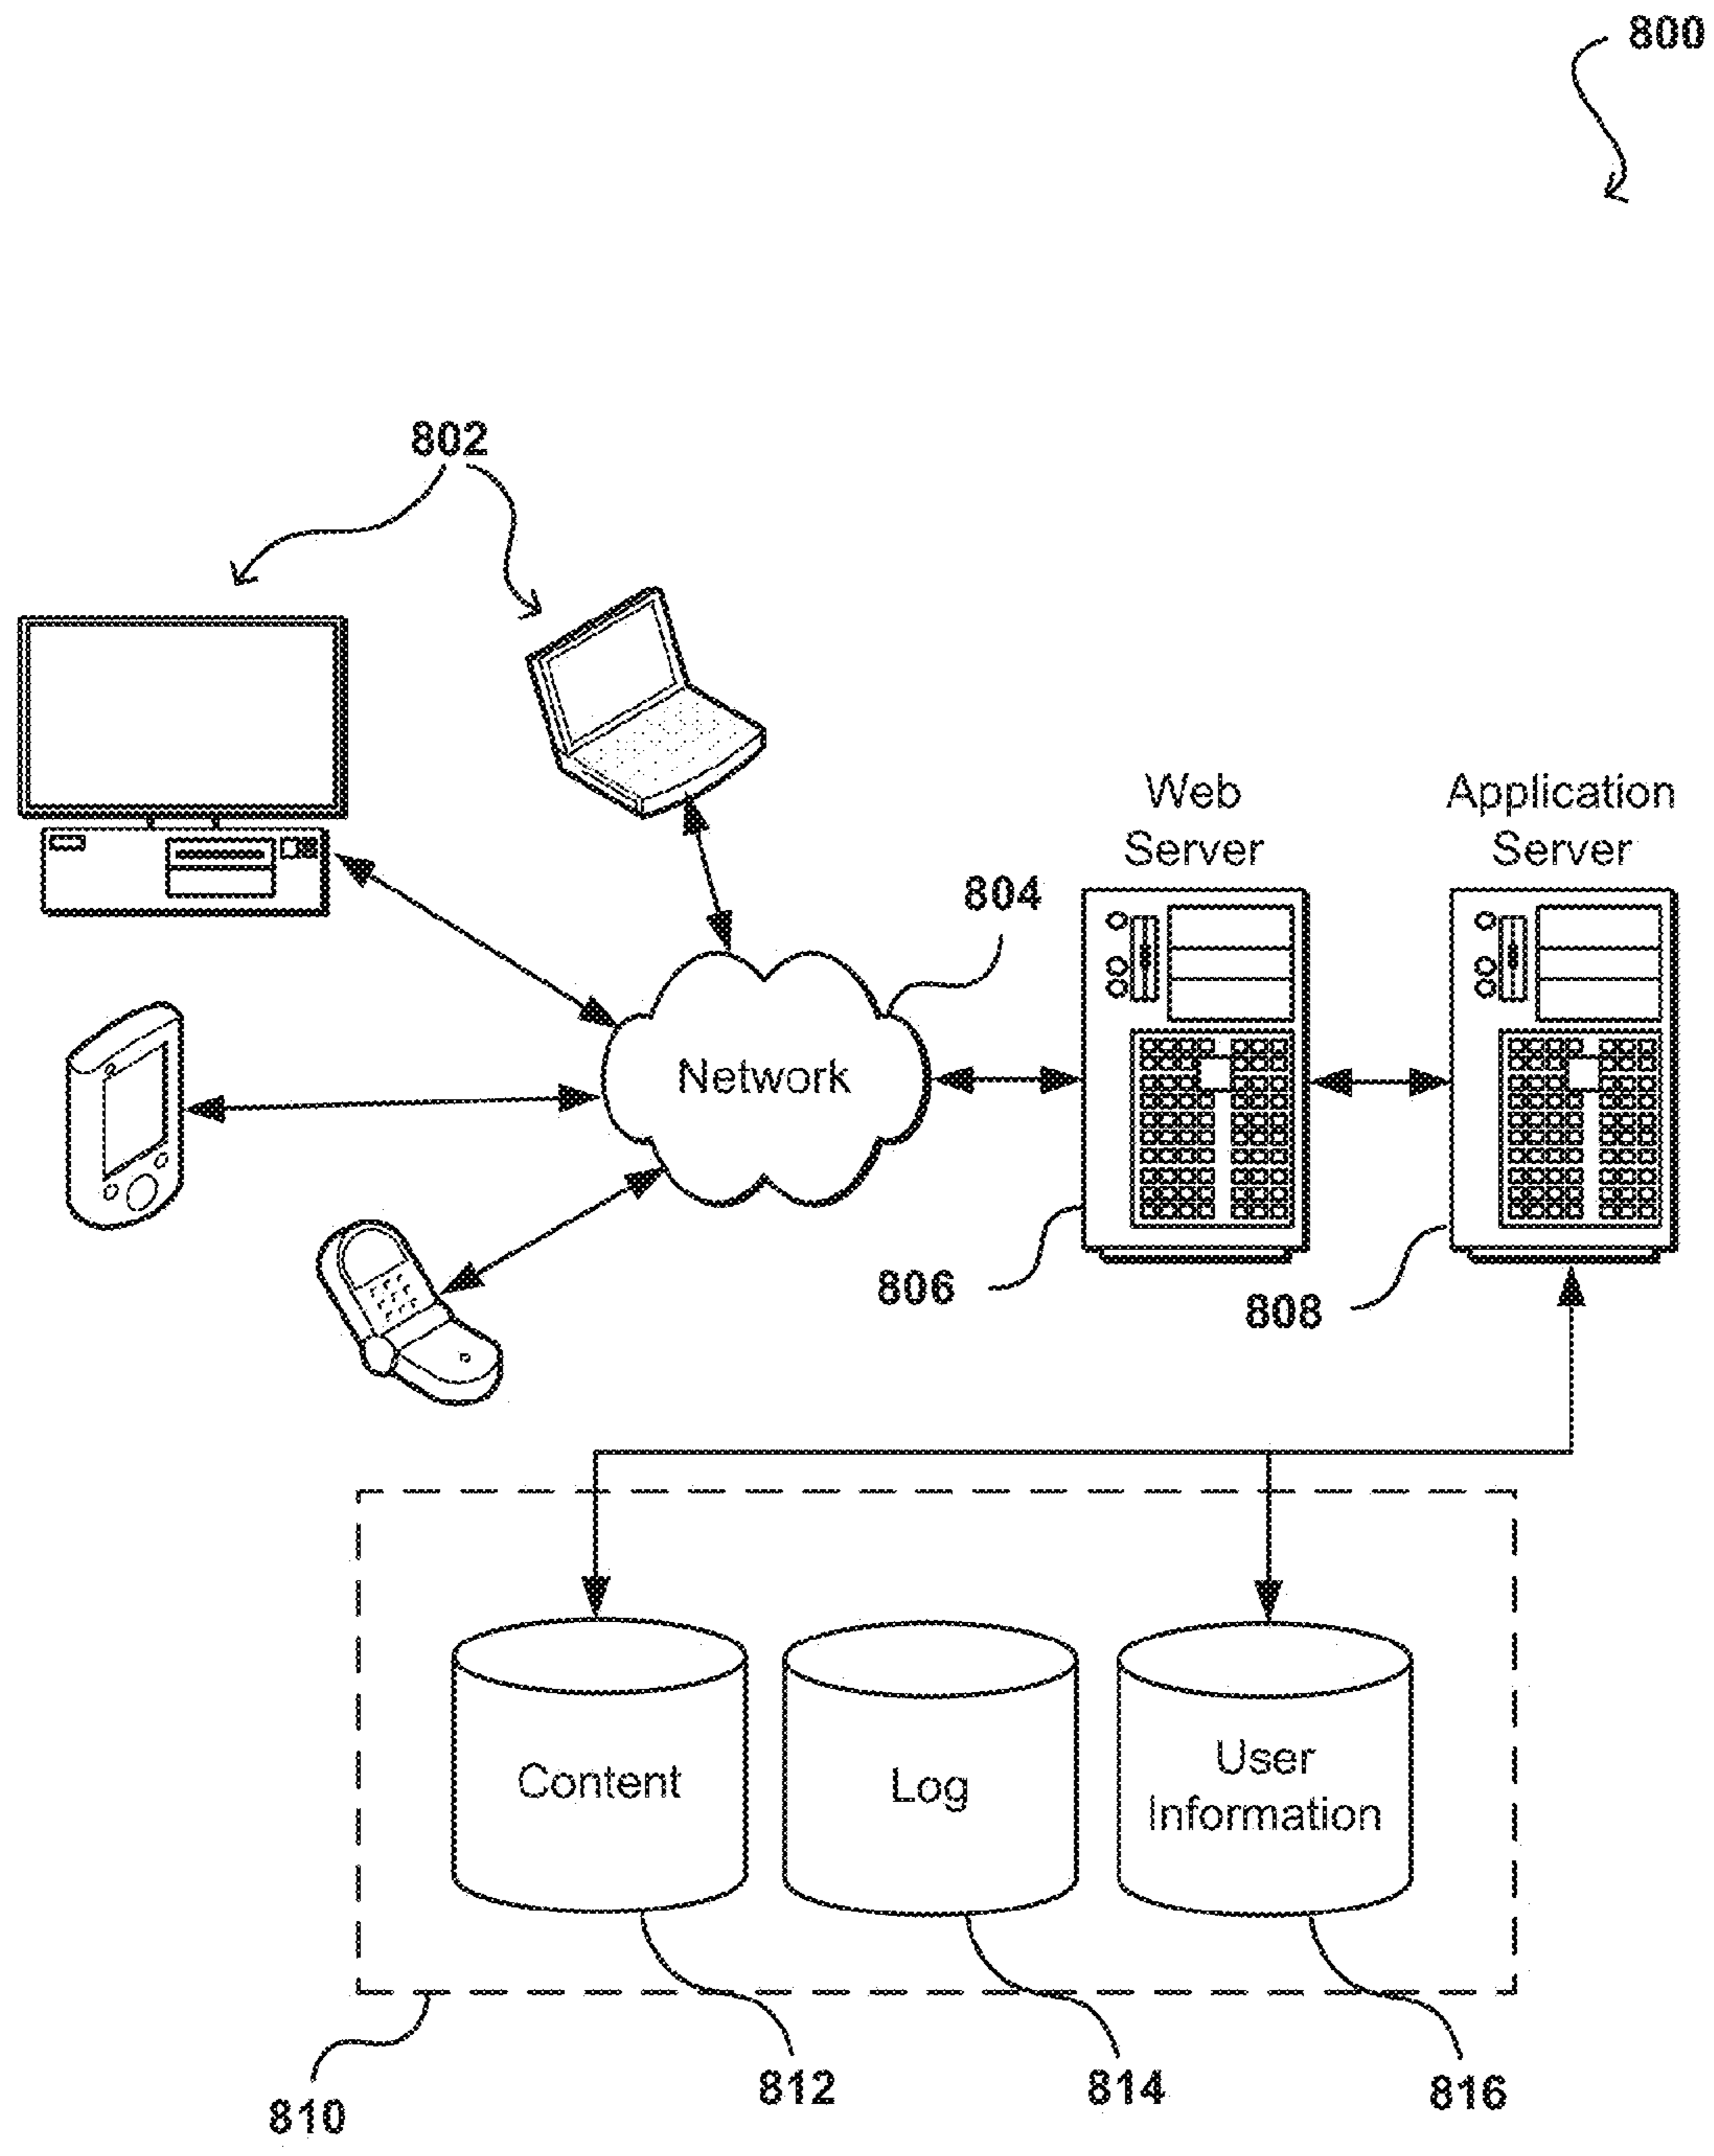 800
802
Web
Server
Application
Server
804
Network
806
808
Content
Log
User
Information
810
812
814
816